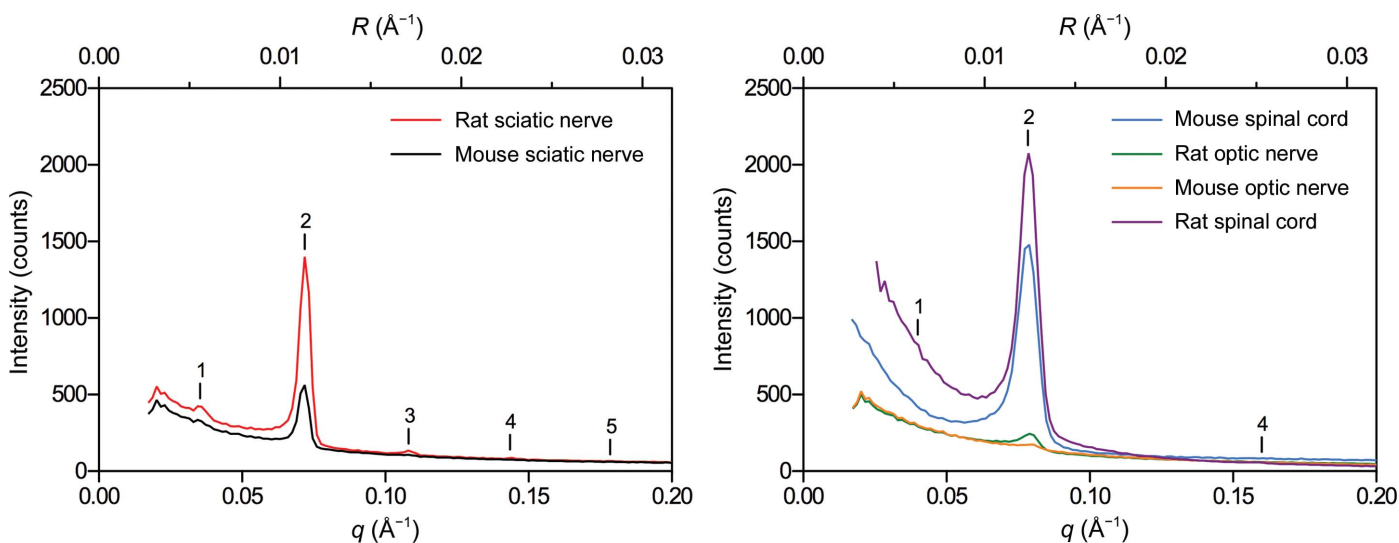 R (Å⁻¹)
0.00 0.01 0.02 0.03
2500
2000
1500
1000
500
0
Intensity (counts)
Rat sciatic nerve
Mouse sciatic nerve
1
2
3
4
5
0.00 0.05 0.10 0.15 0.20
q (Å⁻¹)
R (Å⁻¹)
0.00 0.01 0.02 0.03
2500
2000
1500
1000
500
0
Intensity (counts)
Mouse spinal cord
Rat optic nerve
Mouse optic nerve
Rat spinal cord
1
2
4
0.00 0.05 0.10 0.15 0.20
q (Å⁻¹)